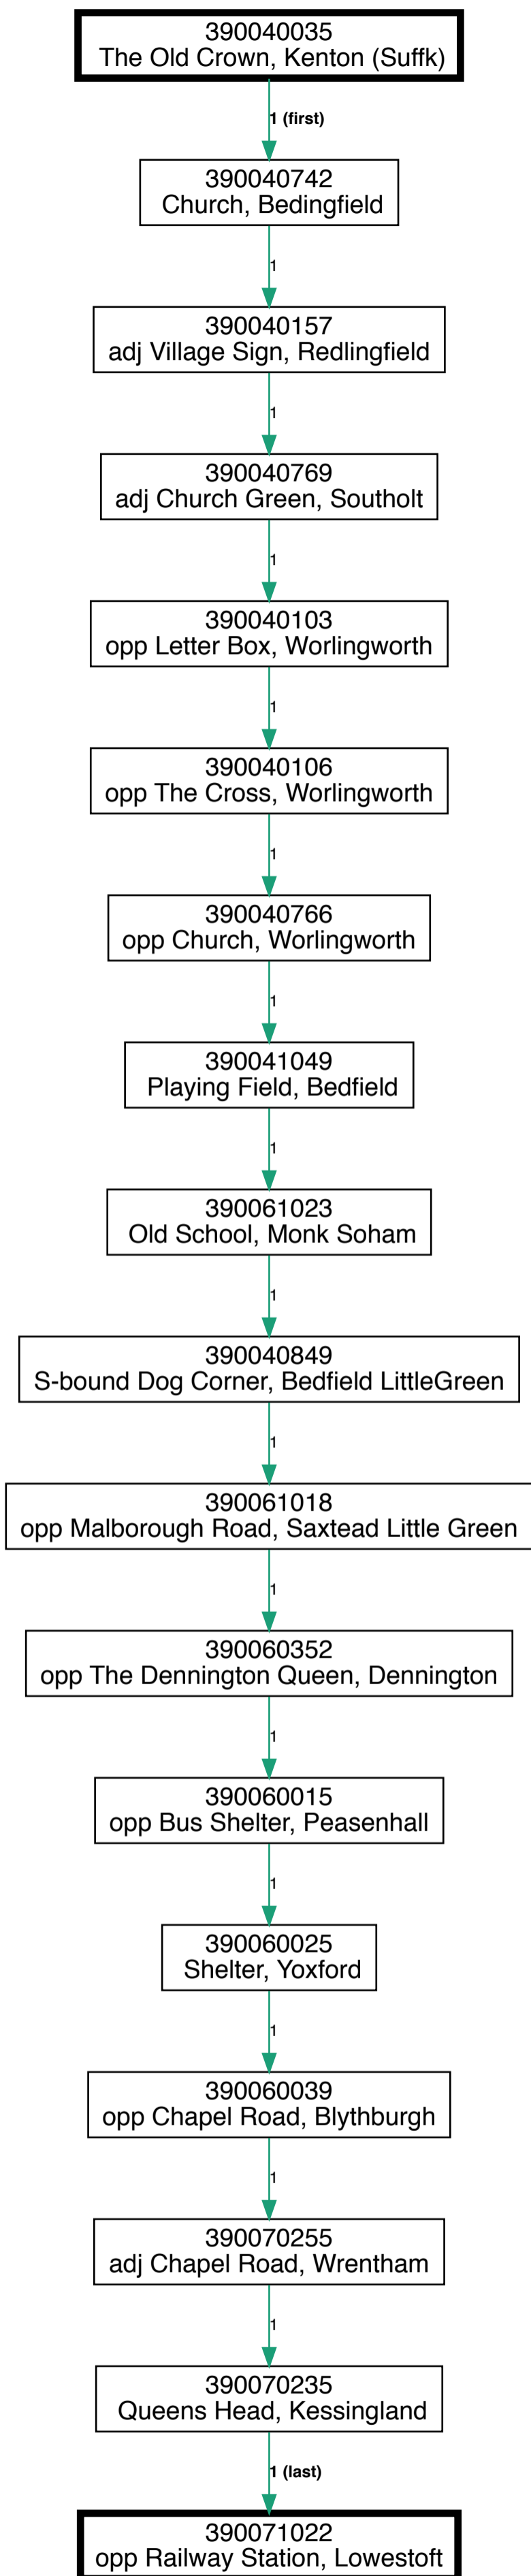 390040035
The Old Crown, Kenton (Suffk)
1 (first)
390040742
Church, Bedingfield
1
390040157
adj Village Sign, Redlingfield
1
390040769
adj Church Green, Southolt
1
390040103
opp Letter Box, Worlingworth
1
390040106
opp The Cross, Worlingworth
1
390040766
opp Church, Worlingworth
1
390041049
Playing Field, Bedfield
1
390061023
Old School, Monk Soham
1
390040849
S-bound Dog Corner, Bedfield LittleGreen
1
390061018
opp Malborough Road, Saxtead Little Green
1
390060352
opp The Dennington Queen, Dennington
1
390060015
opp Bus Shelter, Peasenhall
1
390060025
Shelter, Yoxford
1
390060039
opp Chapel Road, Blythburgh
1
390070255
adj Chapel Road, Wrentham
1
390070235
Queens Head, Kessingland
1 (last)
390071022
opp Railway Station, Lowestoft